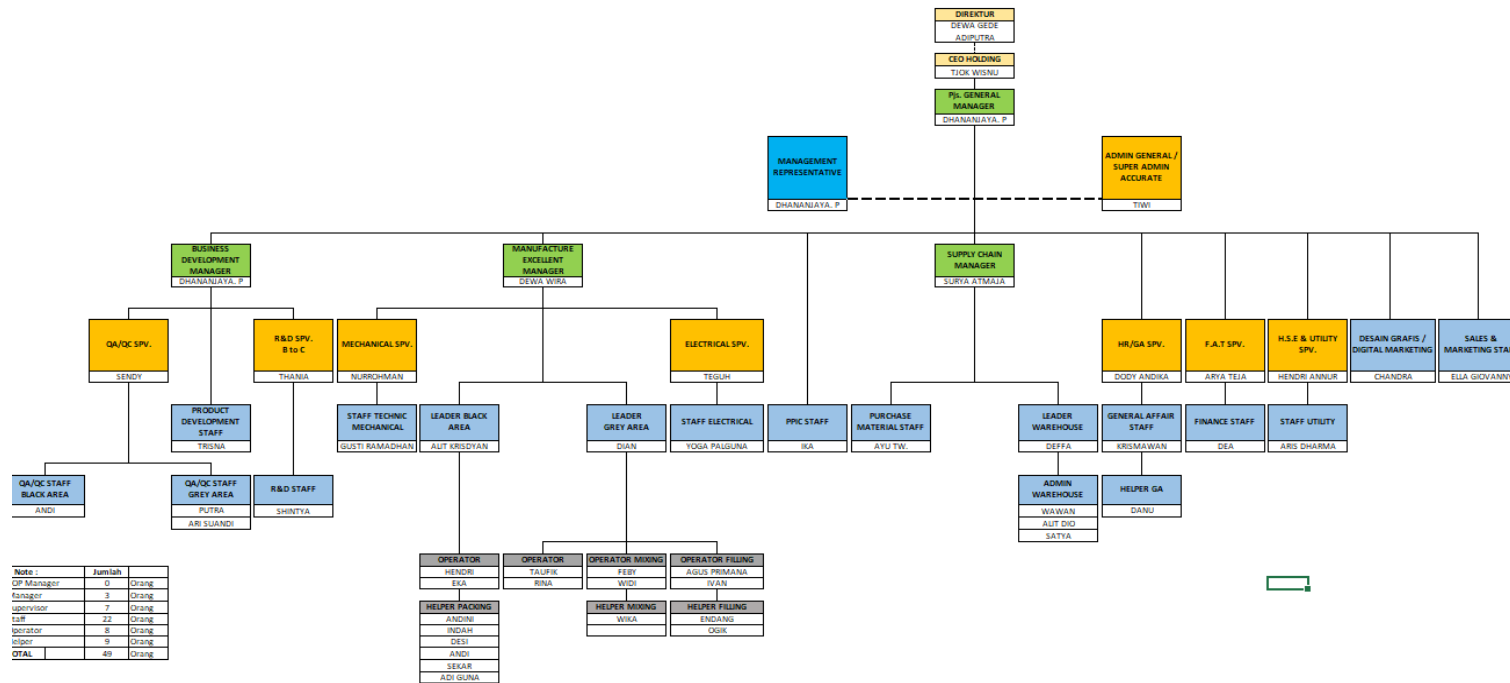 DIREKTUR
DEWA GEDE
ADIPUTRA
CEO HOLDING
TJOK WISNU
Pjs. GENERAL
MANAGER
DHANANJAYA. P
MANAGEMENT
REPRESENTATIVE
DHANANJAYA. P
ADMIN GENERAL /
SUPER ADMIN
ACCURATE
TIWI
BUSINESS
DEVELOPMENT
MANAGER
DHANANJAYA. P
MANUFACTURE
EXCELLENT
MANAGER
DEWA WIRA
SUPPLY CHAIN
MANAGER
SURYA ATMAJA
QA/QC SPV.
SENDY
R&D SPV.
B to C
THANIA
MECHANICAL SPV.
NURROHMAN
ELECTRICAL SPV.
TEGUH
HR/GA SPV.
DODY ANDIKA
F.A.T SPV.
ARYA TEJA
H.S.E & UTILITY
SPV.
HENDRI ANNUR
DESAIN GRAFIS /
DIGITAL MARKETING
CHANDRA
SALES &
MARKETING STA
ELLA GIOVANNY
PRODUCT
DEVELOPMENT
STAFF
TRISNA
STAFF TECHNIC
MECHANICAL
GUSTI RAMADHAN
LEADER BLACK
AREA
ALIT KRISDYAN
LEADER
GREY AREA
DIAN
STAFF ELECTRICAL
YOGA PALGUNA
PPIC STAFF
IKA
PURCHASE
MATERIAL STAFF
AYU TW.
LEADER
WAREHOUSE
DEFFA
GENERAL AFFAIR
STAFF
KRISMAWAN
FINANCE STAFF
DEA
STAFF UTILITY
ARIS DHARMA
QA/QC STAFF
BLACK AREA
ANDI
QA/QC STAFF
GREY AREA
PUTRA
ARI SUANDI
R&D STAFF
SHINTYA
ADMIN
WAREHOUSE
WAWAN
ALIT DIO
SATYA
HELPER GA
DANU
OPERATOR
HENDRI
EKA
OPERATOR
TAUFIK
RINA
OPERATOR MIXING
FEBY
WIDI
OPERATOR FILLING
AGUS PRIMANA
IVAN
HELPER PACKING
ANDINI
INDAH
DESI
ANDI
SEKAR
ADI GUNA
HELPER MIXING
WIKA
HELPER FILLING
ENDANG
OGIK
Note : Jumlah
OP Manager 0 Orang
Manager 3 Orang
upervisor 7 Orang
taff 22 Orang
perator 8 Orang
elper 9 Orang
OTAL 49 Orang